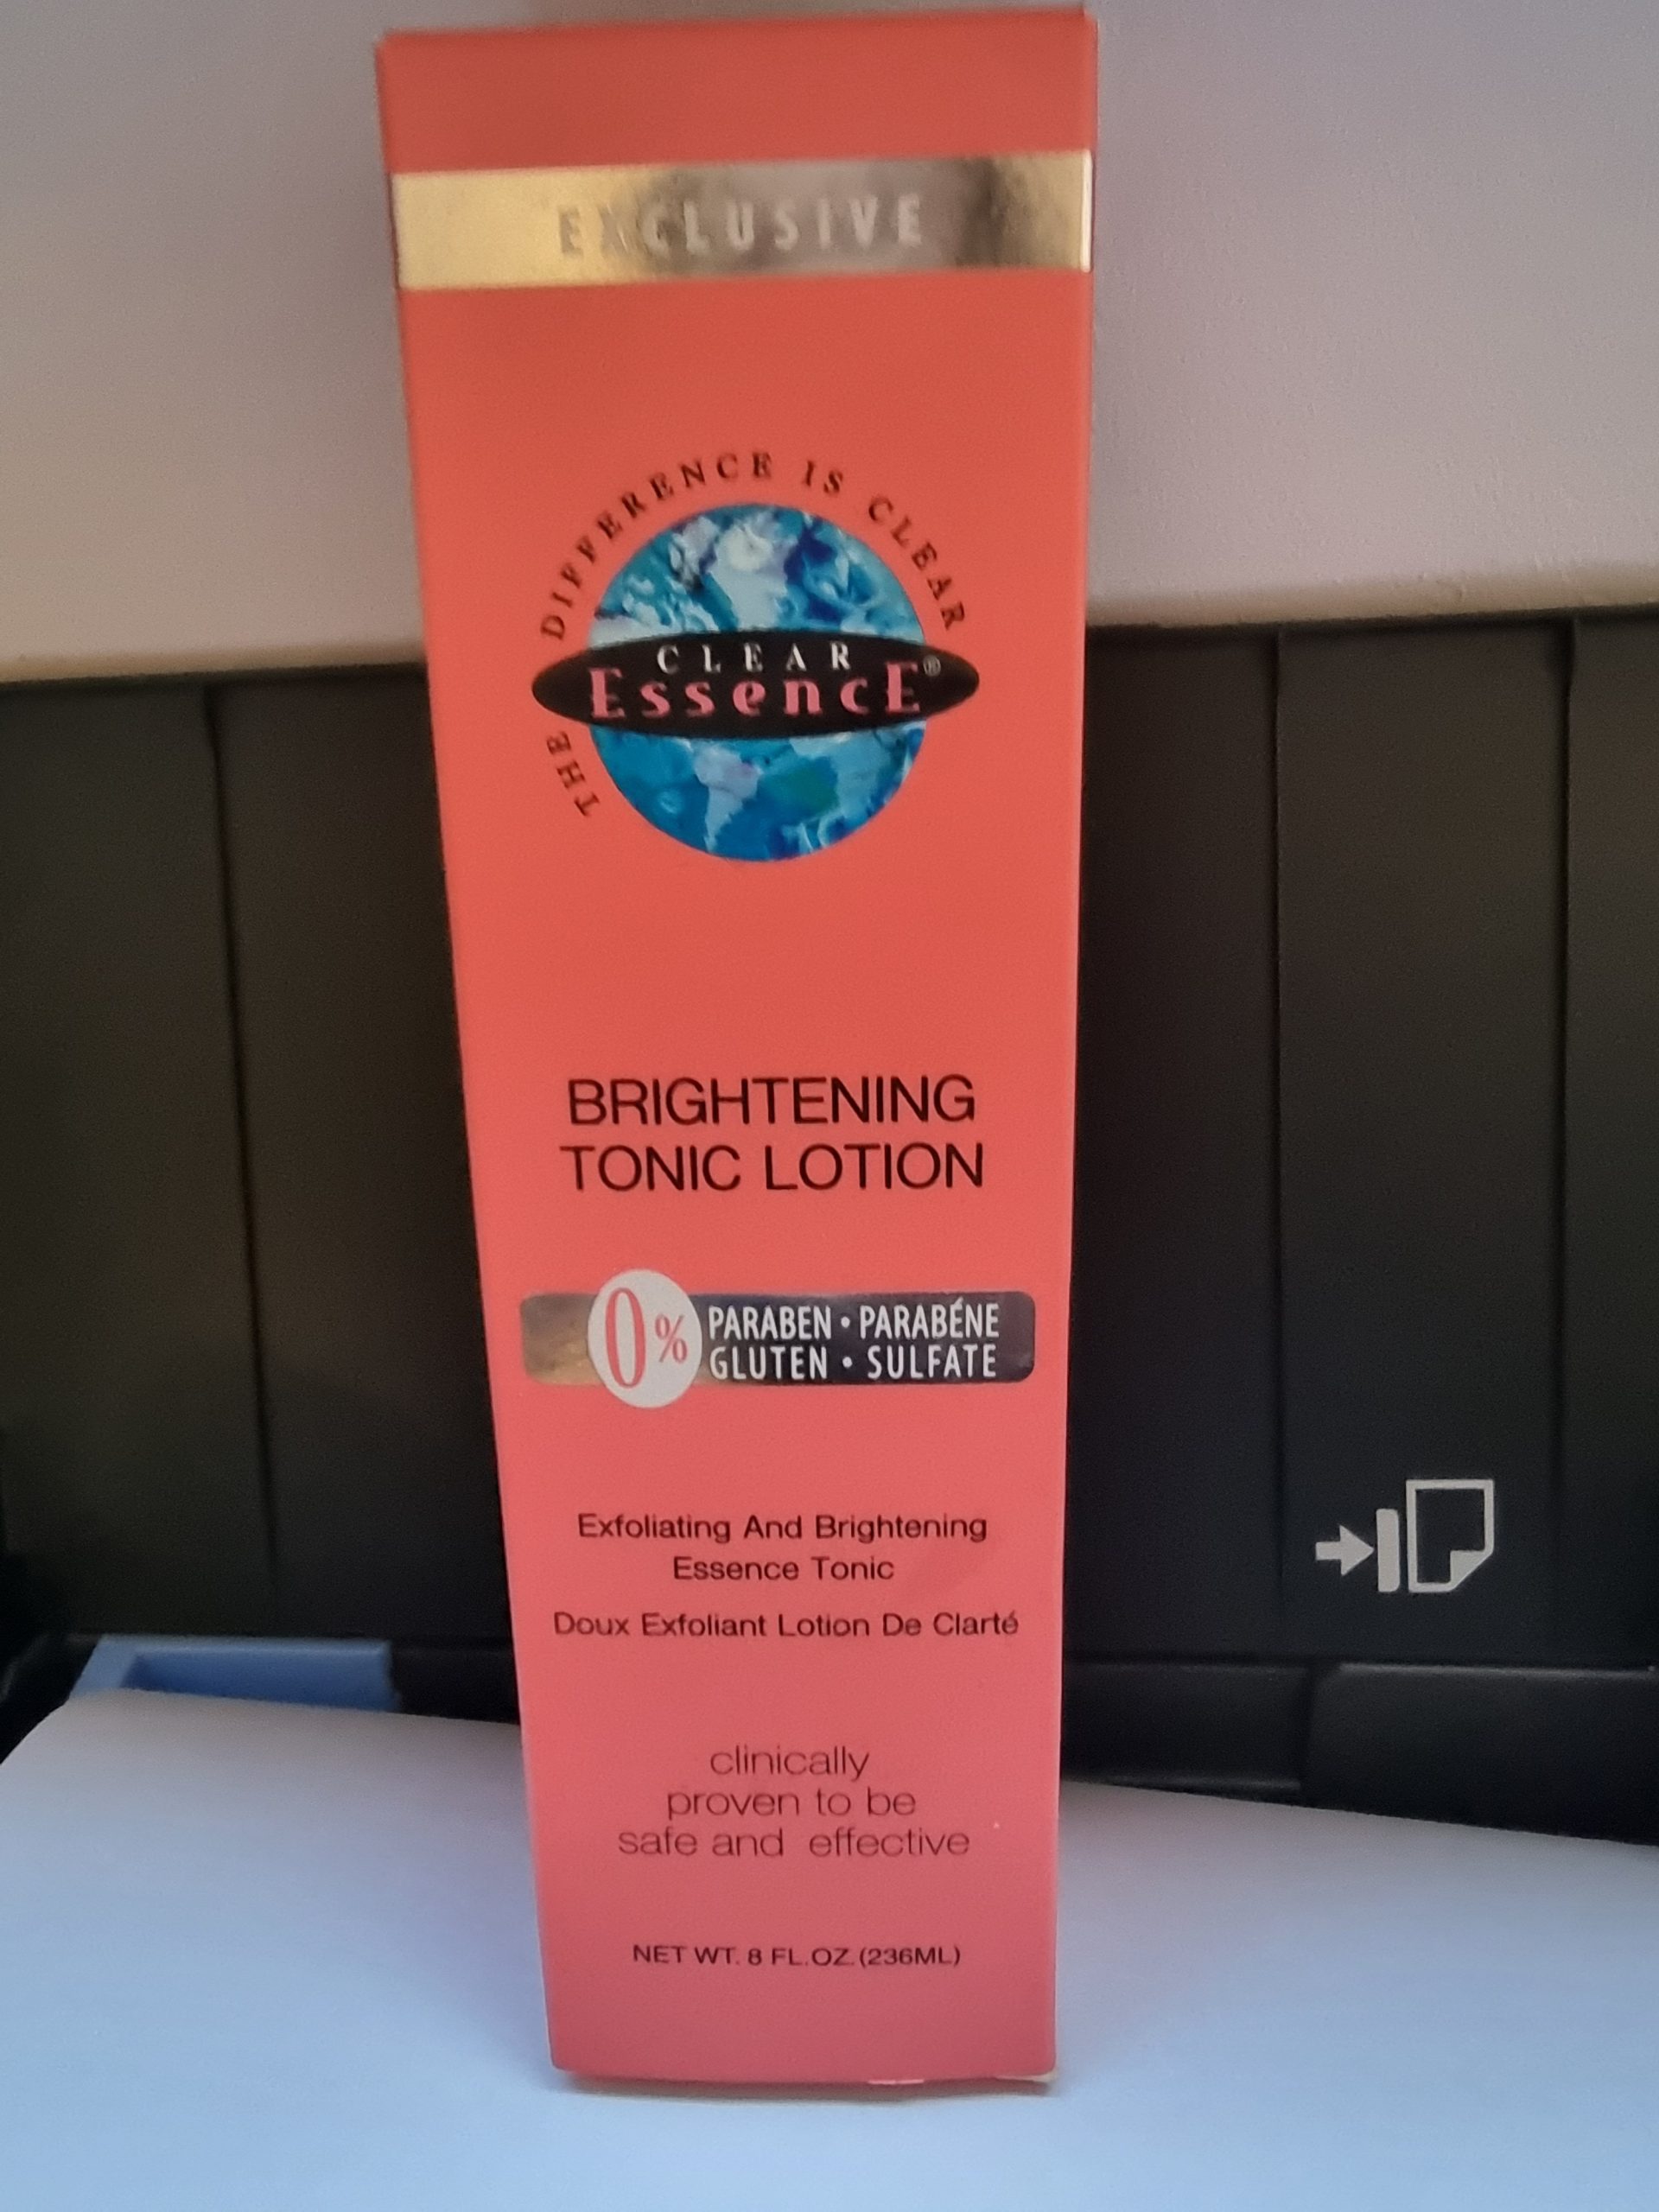 EXCLUSIVE
THE DIFFERENCE IS CLEAR
CLEAR
EssencE®
BRIGHTENING
TONIC LOTION
0% PARABEN • PARABÉNE
GLUTEN • SULFATE
Exfoliating And Brightening
Essence Tonic
Doux Exfoliant Lotion De Clarté
clinically
proven to be
safe and effective
NET WT. 8 FL.OZ.(236ML)